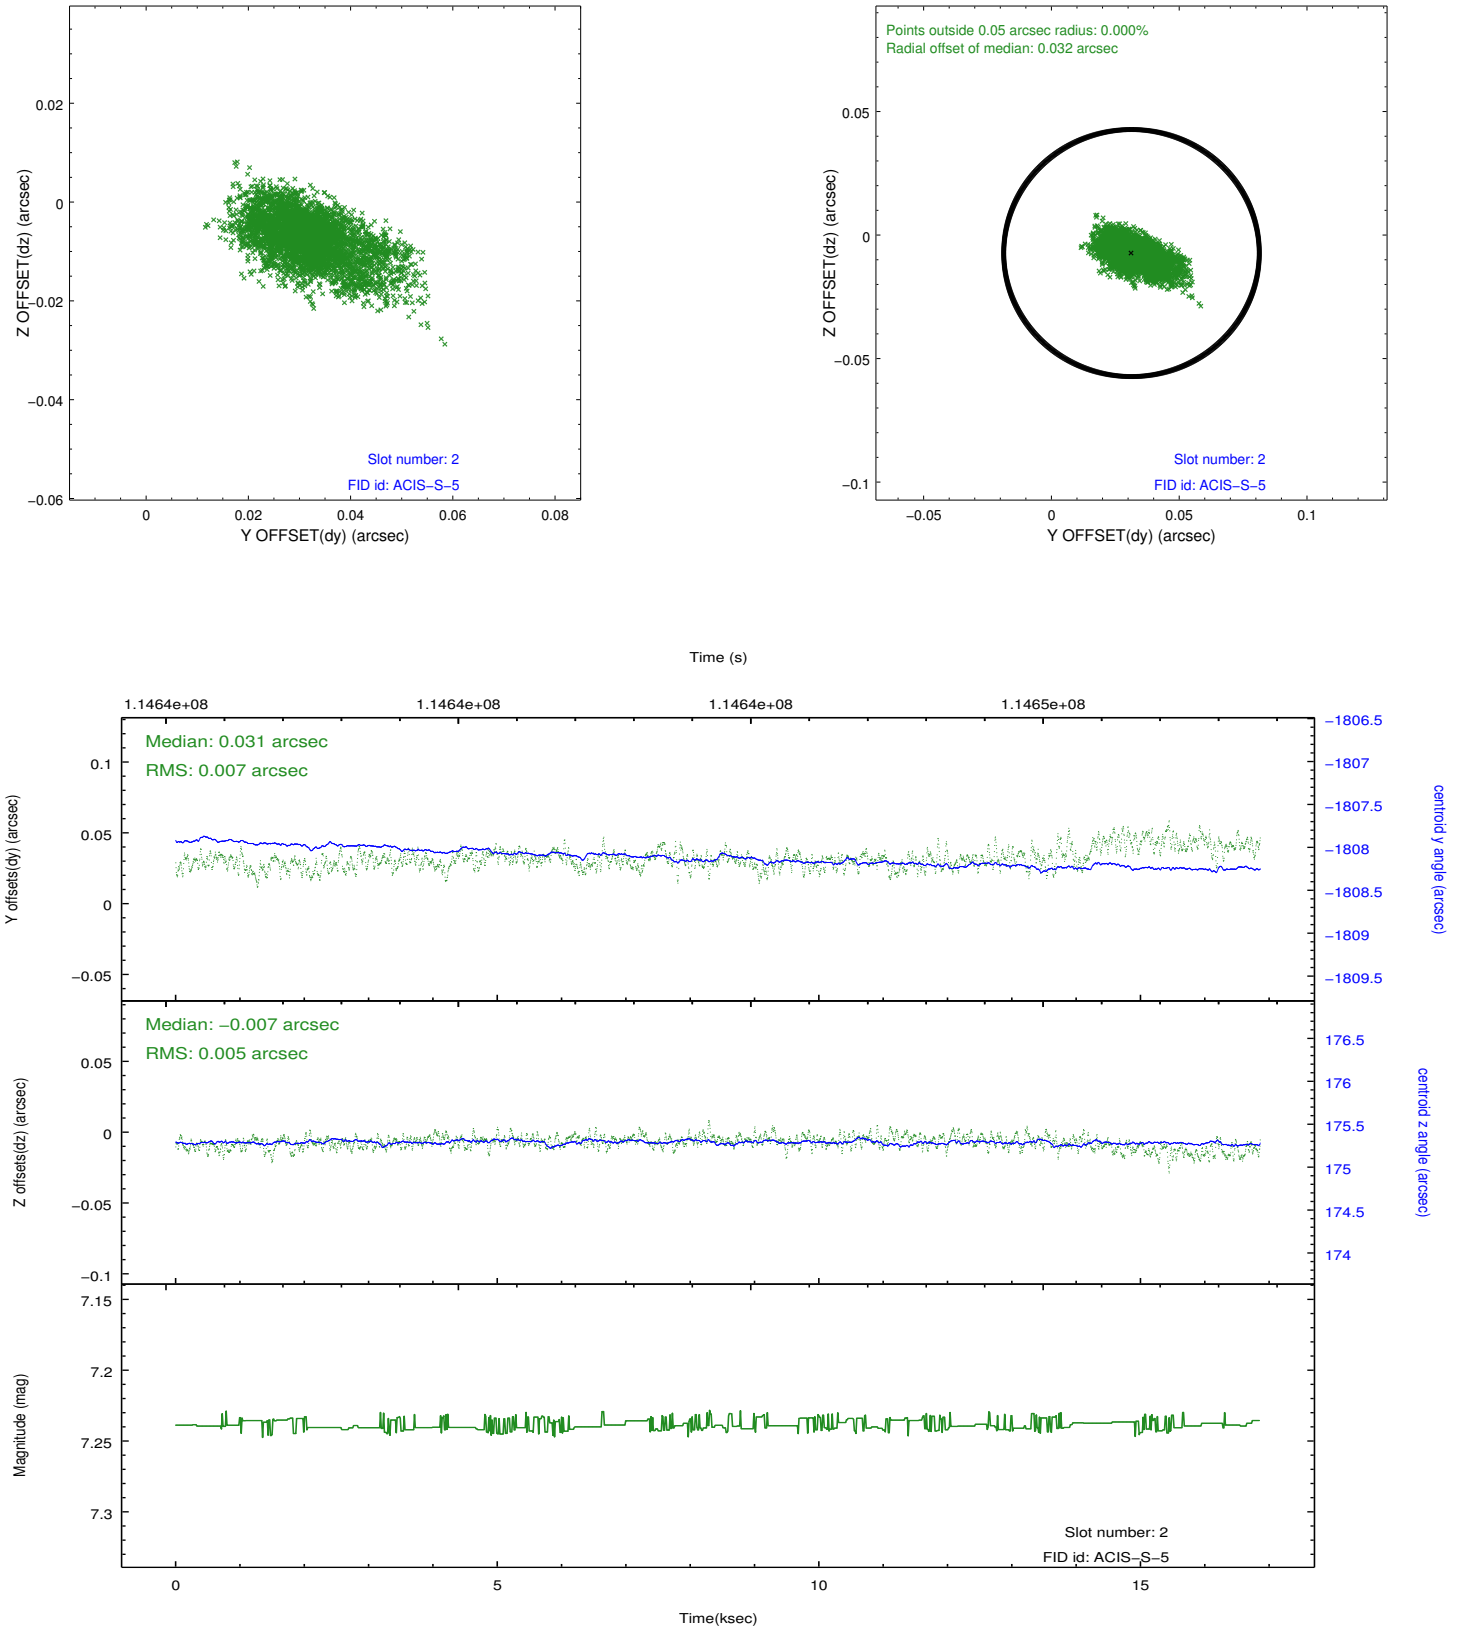 0.02
0
−0.02
−0.04
−0.06
Z OFFSET(dz) (arcsec)
Slot number: 2
FID id: ACIS−S−5
0
0.02
0.04
0.06
0.08
Y OFFSET(dy) (arcsec)
Points outside 0.05 arcsec radius: 0.000%
Radial offset of median: 0.032 arcsec
0.05
0
−0.05
−0.1
Z OFFSET(dz) (arcsec)
Slot number: 2
FID id: ACIS−S−5
−0.05
0
0.05
0.1
Y OFFSET(dy) (arcsec)
Time (s)
1.1464e+08
1.1464e+08
1.1464e+08
1.1465e+08
Median: 0.031 arcsec
RMS: 0.007 arcsec
0.1
0.05
0
−0.05
Y offsets(dy) (arcsec)
−1806.5
−1807
−1807.5
−1808
−1808.5
−1809
−1809.5
centroid y angle (arcsec)
Median: −0.007 arcsec
RMS: 0.005 arcsec
0.05
0
−0.05
−0.1
Z offsets(dz) (arcsec)
176.5
176
175.5
175
174.5
174
centroid z angle (arcsec)
7.15
7.2
7.25
7.3
Magnitude (mag)
Slot number: 2
FID id: ACIS−S−5
0
5
10
15
Time(ksec)